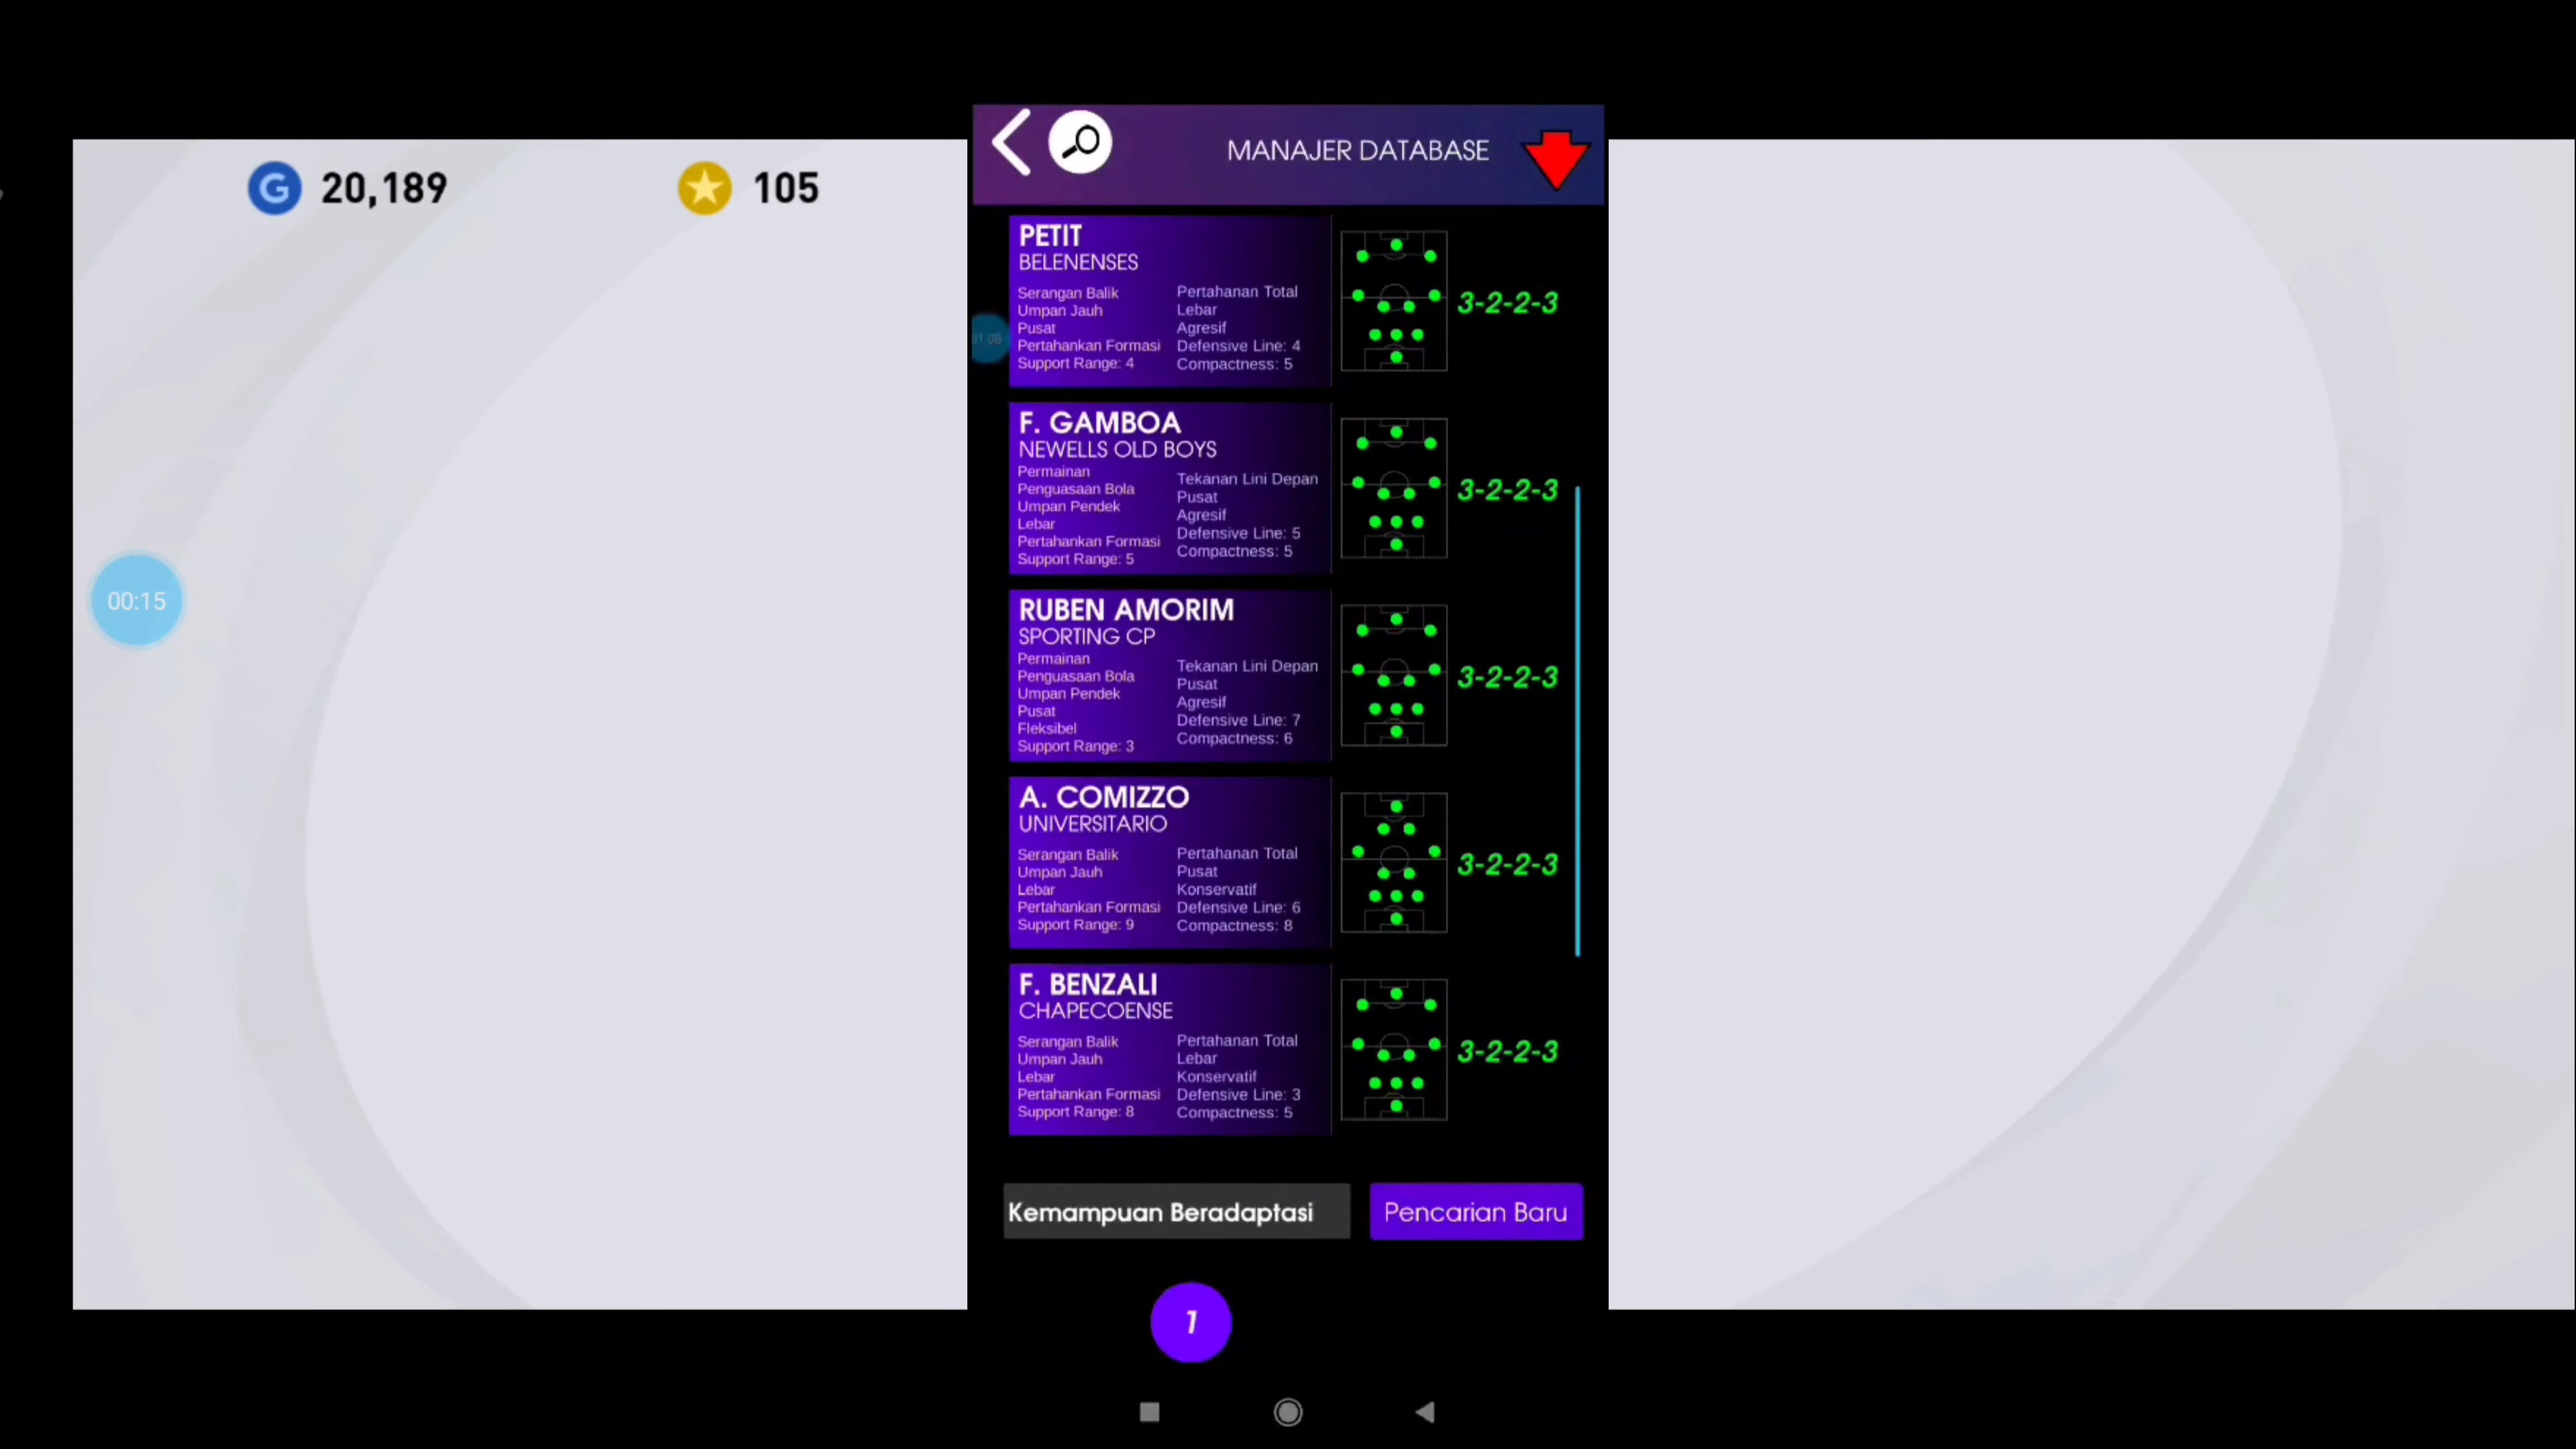 20,189
105
MANAJER DATABASE
00:15
PETIT
BELENENSES
Serangan Balik
Umpan Jauh
Pusat
Pertahankan Formasi
Support Range: 4
Pertahanan Total
Lebar
Agresif
Defensive Line: 4
Compactness: 5
3-2-2-3
F. GAMBOA
NEWELLS OLD BOYS
Permainan
Penguasaan Bola
Umpan Pendek
Lebar
Pertahankan Formasi
Support Range: 5
Tekanan Lini Depan
Pusat
Agresif
Defensive Line: 5
Compactness: 5
3-2-2-3
RUBEN AMORIM
SPORTING CP
Permainan
Penguasaan Bola
Umpan Pendek
Pusat
Fleksibel
Support Range: 3
Tekanan Lini Depan
Pusat
Agresif
Defensive Line: 7
Compactness: 6
3-2-2-3
A. COMIZZO
UNIVERSITARIO
Serangan Balik
Umpan Jauh
Lebar
Pertahankan Formasi
Support Range: 9
Pertahanan Total
Pusat
Konservatif
Defensive Line: 6
Compactness: 8
3-2-2-3
F. BENZALI
CHAPECOENSE
Serangan Balik
Umpan Jauh
Lebar
Pertahankan Formasi
Support Range: 8
Pertahanan Total
Lebar
Konservatif
Defensive Line: 3
Compactness: 5
3-2-2-3
Kemampuan Beradaptasi
Pencarian Baru
1